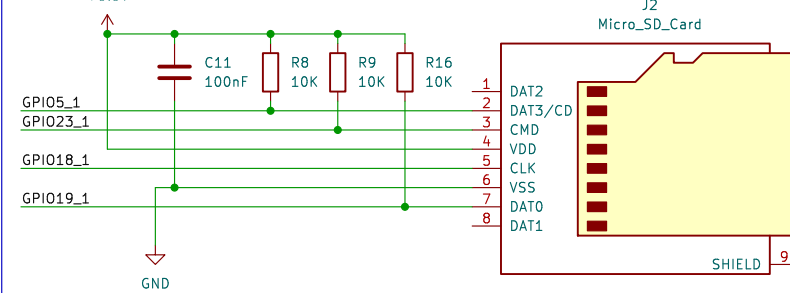 J2
Micro_SD_Card
C11
100nF
R8
10K
R9
10K
R16
10K
GPIO5_1
GPIO23_1
GPIO18_1
GPIO19_1
GND
1 DAT2
2 DAT3/CD
3 CMD
4 VDD
5 CLK
6 VSS
7 DAT0
8 DAT1
SHIELD 9